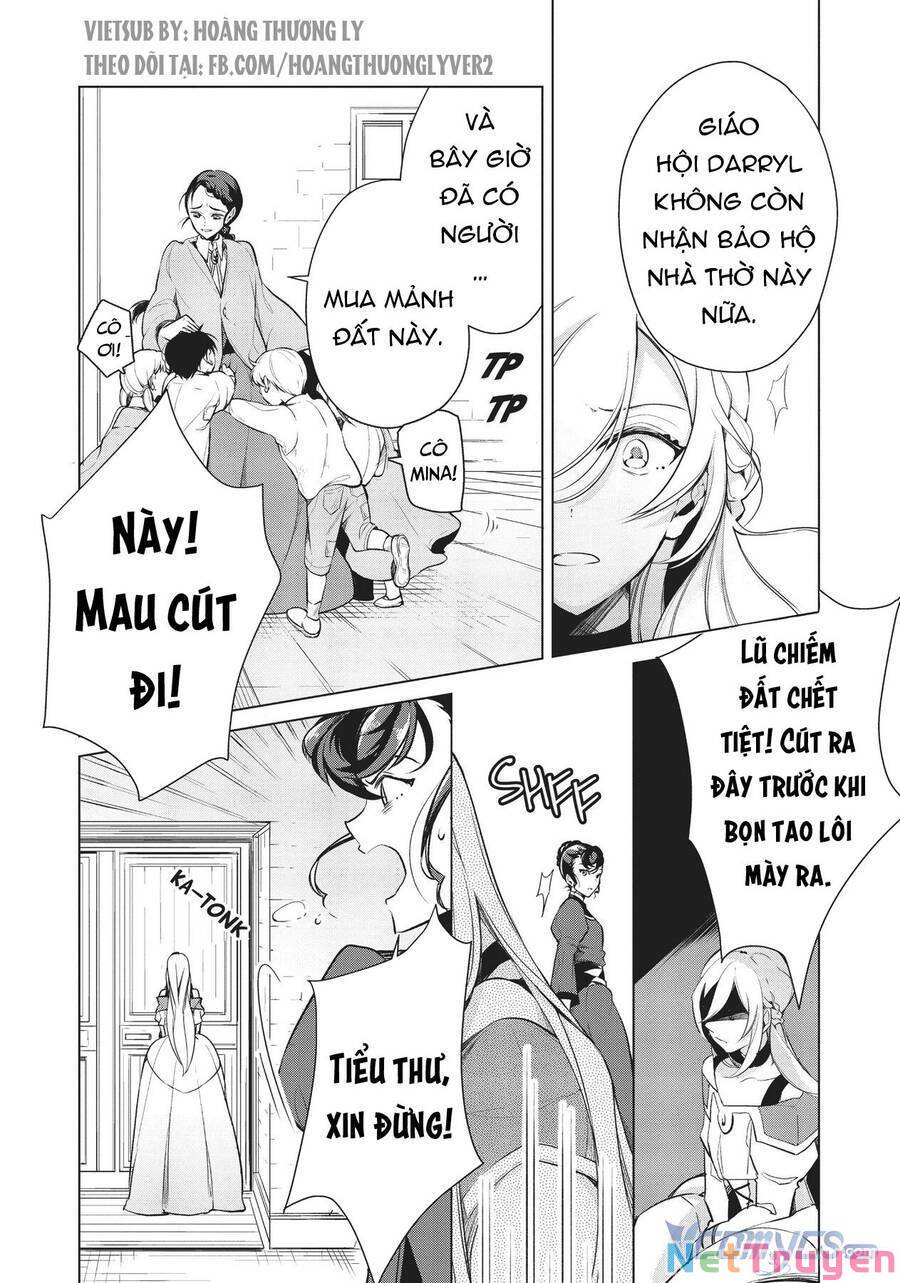 VIETSUB BY: HOÀNG THƯƠNG LY
THEO DÕI TẠI: FB.COM/HOANGTHUONGLYVER2
GIÁO
HỘI DARRYL
KHÔNG CÒN
NHẬN BẢO HỘ
NHÀ THỜ NÀY
NỮA.
VÀ
BÂY GIỜ
ĐÃ CÓ
NGƯỜI
...
MUA MẢNH
ĐẤT NÀY.
CÔ
ƠI!
TP
TP
CÔ
MINA!
NÀY!
MAU CÚT
ĐI!
LŨ CHIẾM
ĐẤT CHẾT
TIỆT! CÚT RA
ĐÂY TRƯỚC KHI
BỌN TAO LÔI
MÀY RA.
SHFF
TIỂU THƯ,
XIN ĐỪNG!
KA-TONK
NetTruyen